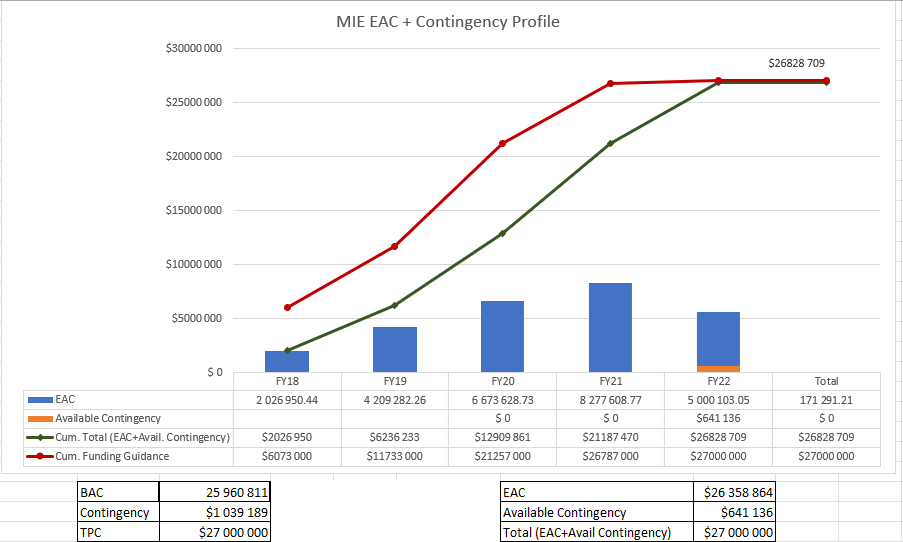 MIE EAC + Contingency Profile
$30000 000
$26828 709
$25000 000
$20000 000
$15000 000
$10000 000
$5000 000
$ 0
FY18 FY19 FY20 FY21 FY22 Total
EAC 2 026 950.44 4 209 282.26 6 673 628.73 8 277 608.77 5 000 103.05 171 291.21
Available Contingency $ 0 $ 0 $641 136 $ 0
Cum. Total (EAC+Avail. Contingency) $2026 950 $6236 233 $12909 861 $21187 470 $26828 709 $26828 709
Cum. Funding Guidance $6073 000 $11733 000 $21257 000 $26787 000 $27000 000 $27000 000
BAC 25 960 811 EAC $26 358 864
Contingency $1 039 189 Available Contingency $641 136
TPC $27 000 000 Total (EAC+Avail Contingency) $27 000 000